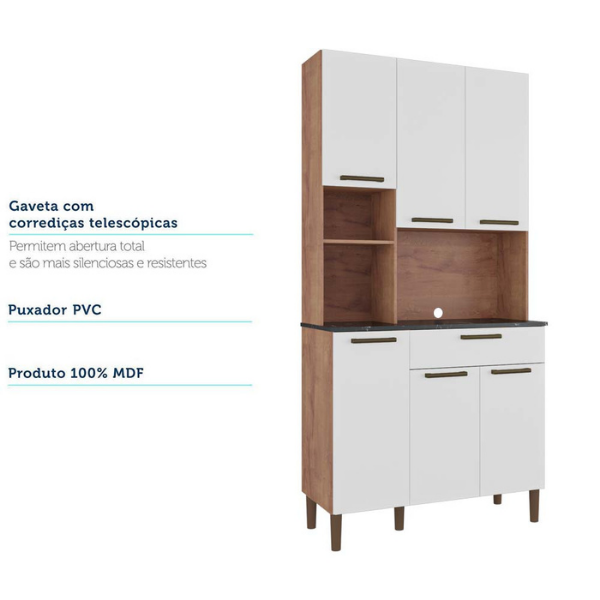 Gaveta com
corrediças telescópicas
Permitem abertura total
e são mais silenciosas e resistentes
Puxador PVC
Produto 100% MDF